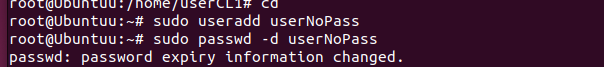 root@Ubuntuu:/home/userCLI# cd
root@Ubuntuu:~# sudo useradd userNoPass
root@Ubuntuu:~# sudo passwd -d userNoPass
passwd: password expiry information changed.